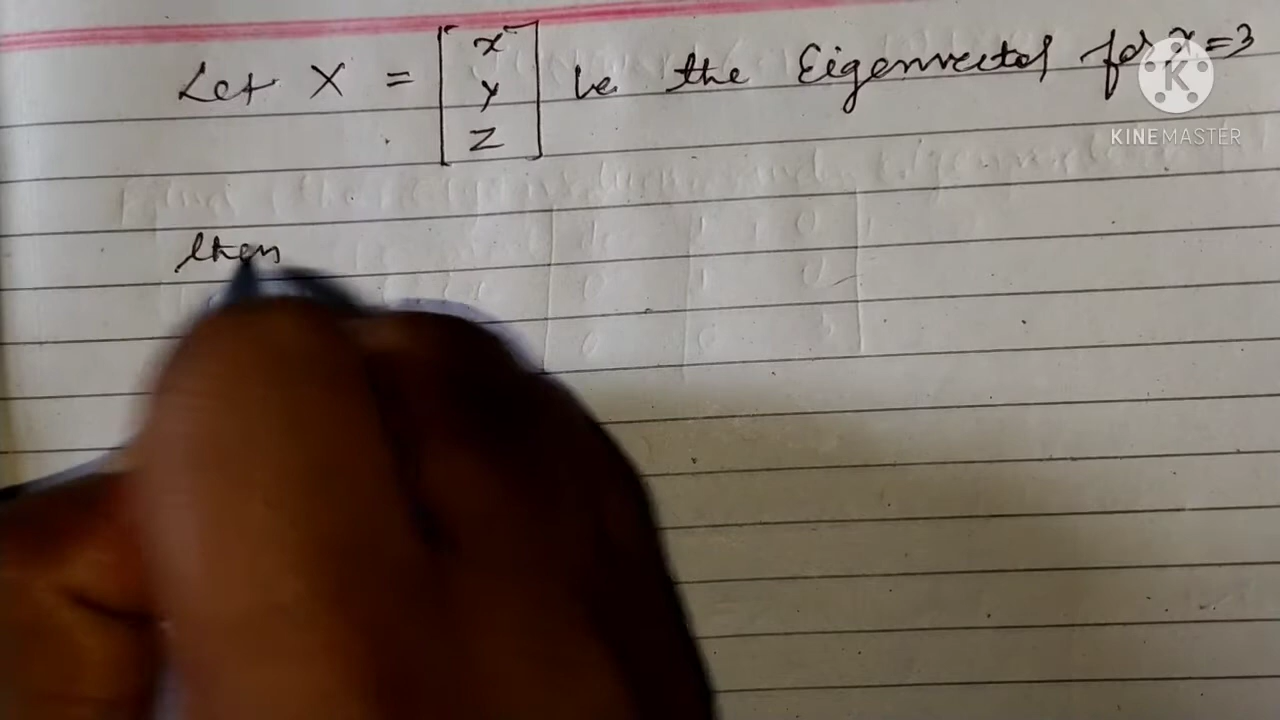 Let X = [x y z] be the Eigenvector for λ=3
KINEMASTER
then